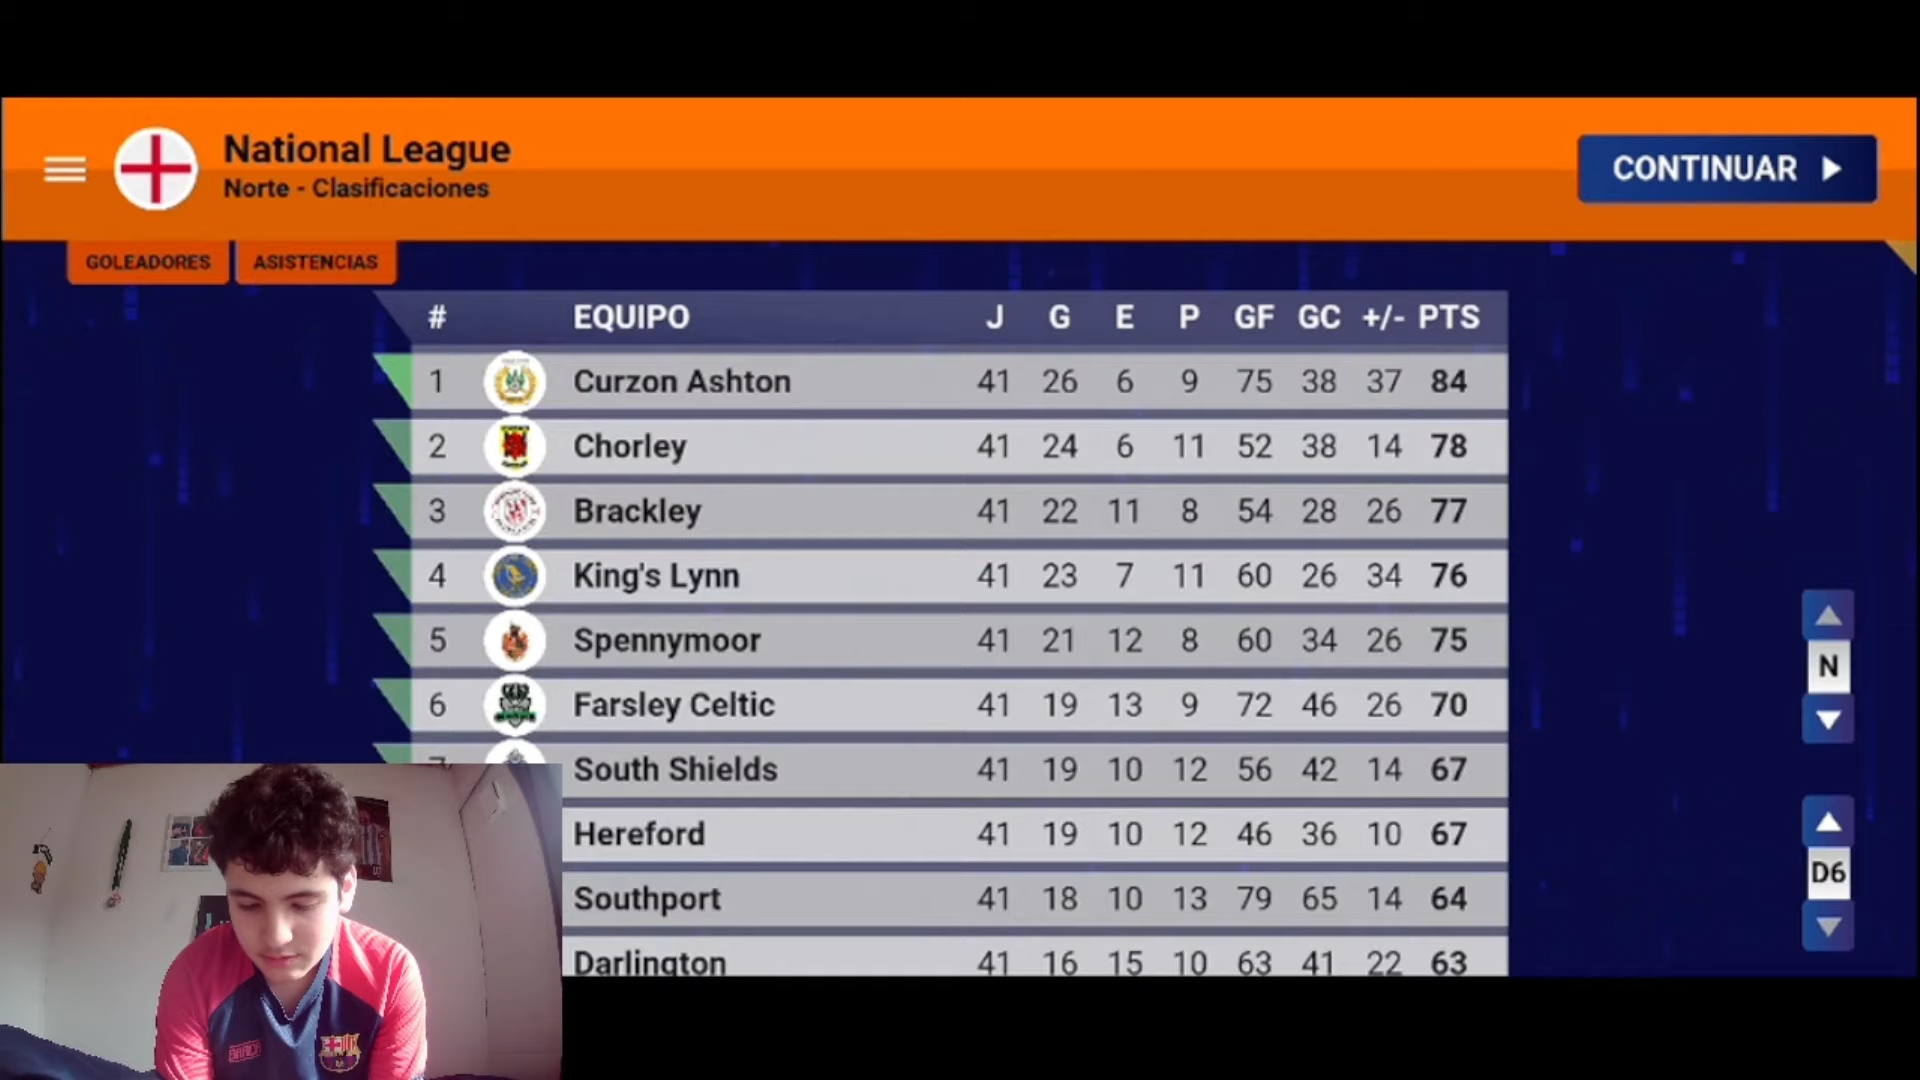 National League
Norte - Clasificaciones
CONTINUAR
GOLEADORES ASISTENCIAS
# EQUIPO J G E P GF GC +/- PTS
1 Curzon Ashton 41 26 6 9 75 38 37 84
2 Chorley 41 24 6 11 52 38 14 78
3 Brackley 41 22 11 8 54 28 26 77
4 King's Lynn 41 23 7 11 60 26 34 76
5 Spennymoor 41 21 12 8 60 34 26 75
6 Farsley Celtic 41 19 13 9 72 46 26 70
7 South Shields 41 19 10 12 56 42 14 67
Hereford 41 19 10 12 46 36 10 67
Southport 41 18 10 13 79 65 14 64
Darlington 41 16 15 10 63 41 22 63
N
D6